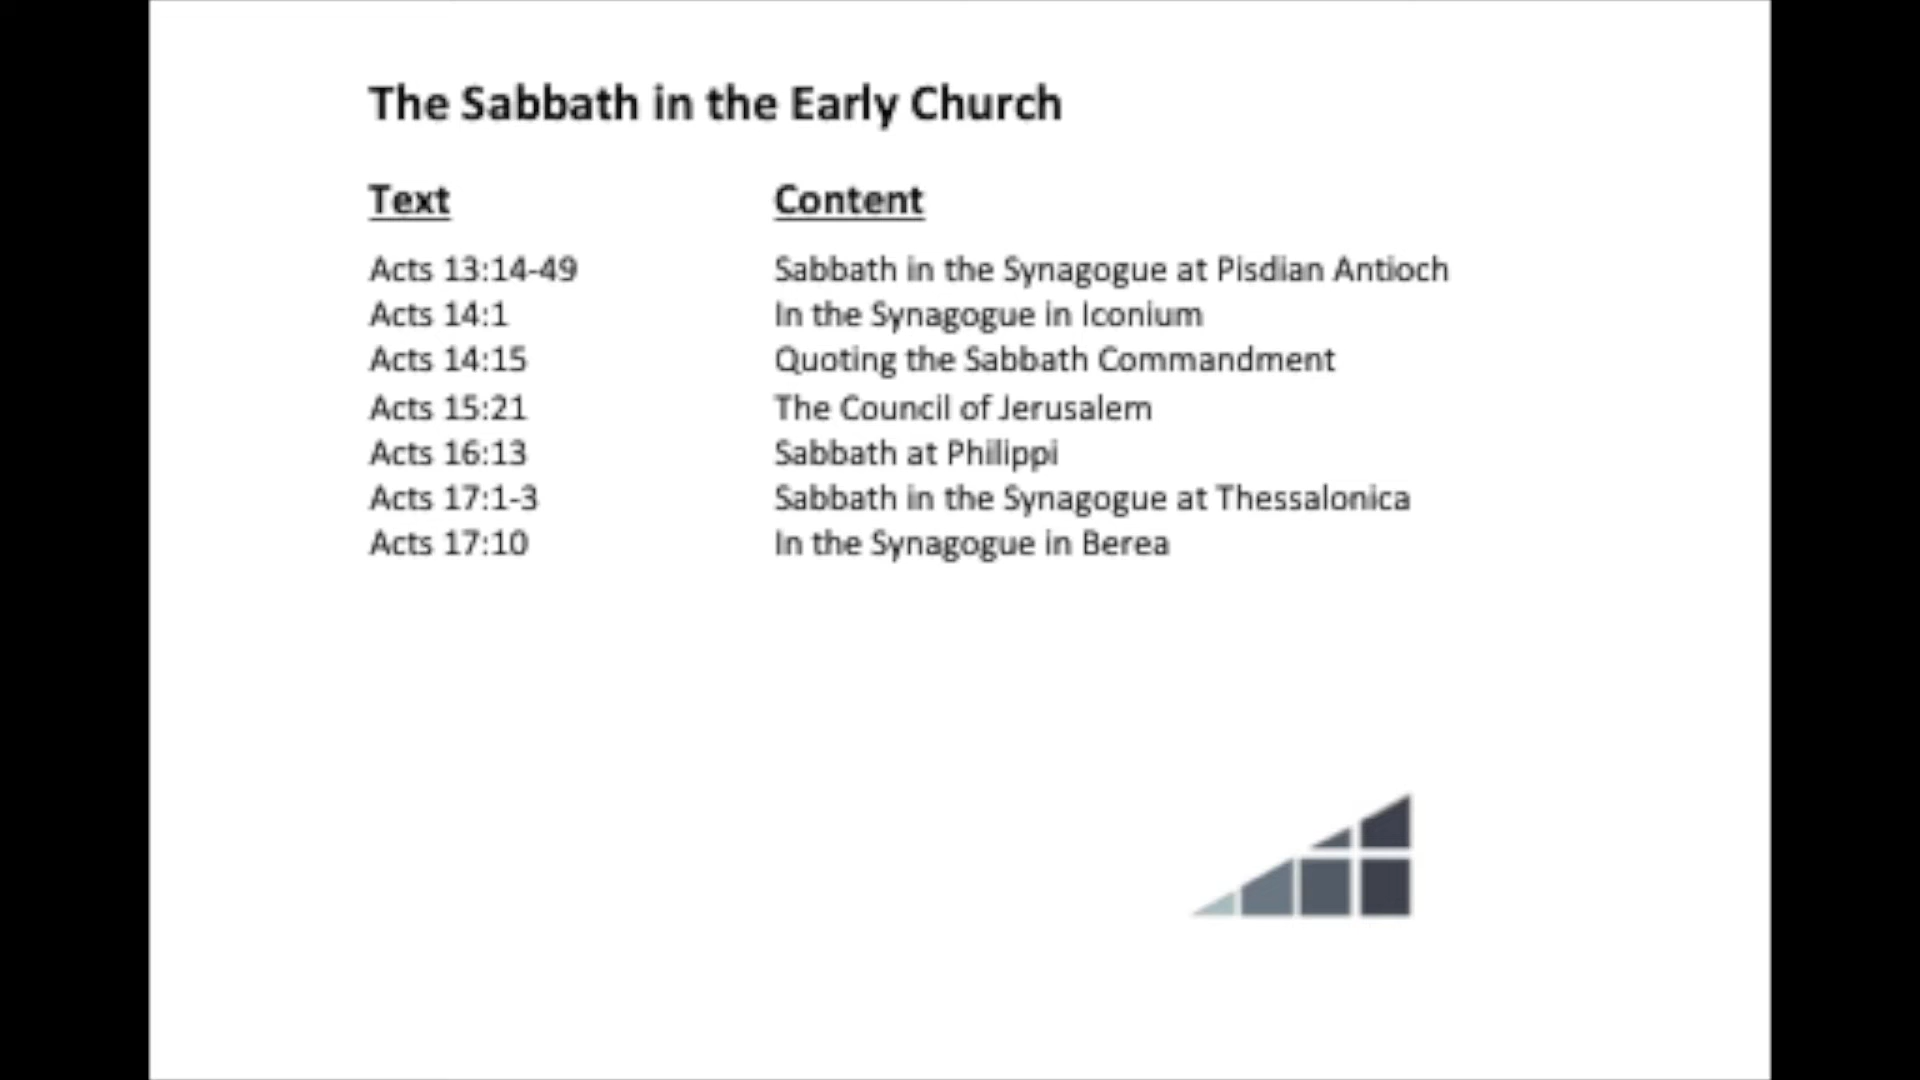 The Sabbath in the Early Church
Text Content
Acts 13:14-49 Sabbath in the Synagogue at Pisdian Antioch
Acts 14:1 In the Synagogue in Iconium
Acts 14:15 Quoting the Sabbath Commandment
Acts 15:21 The Council of Jerusalem
Acts 16:13 Sabbath at Philippi
Acts 17:1-3 Sabbath in the Synagogue at Thessalonica
Acts 17:10 In the Synagogue in Berea